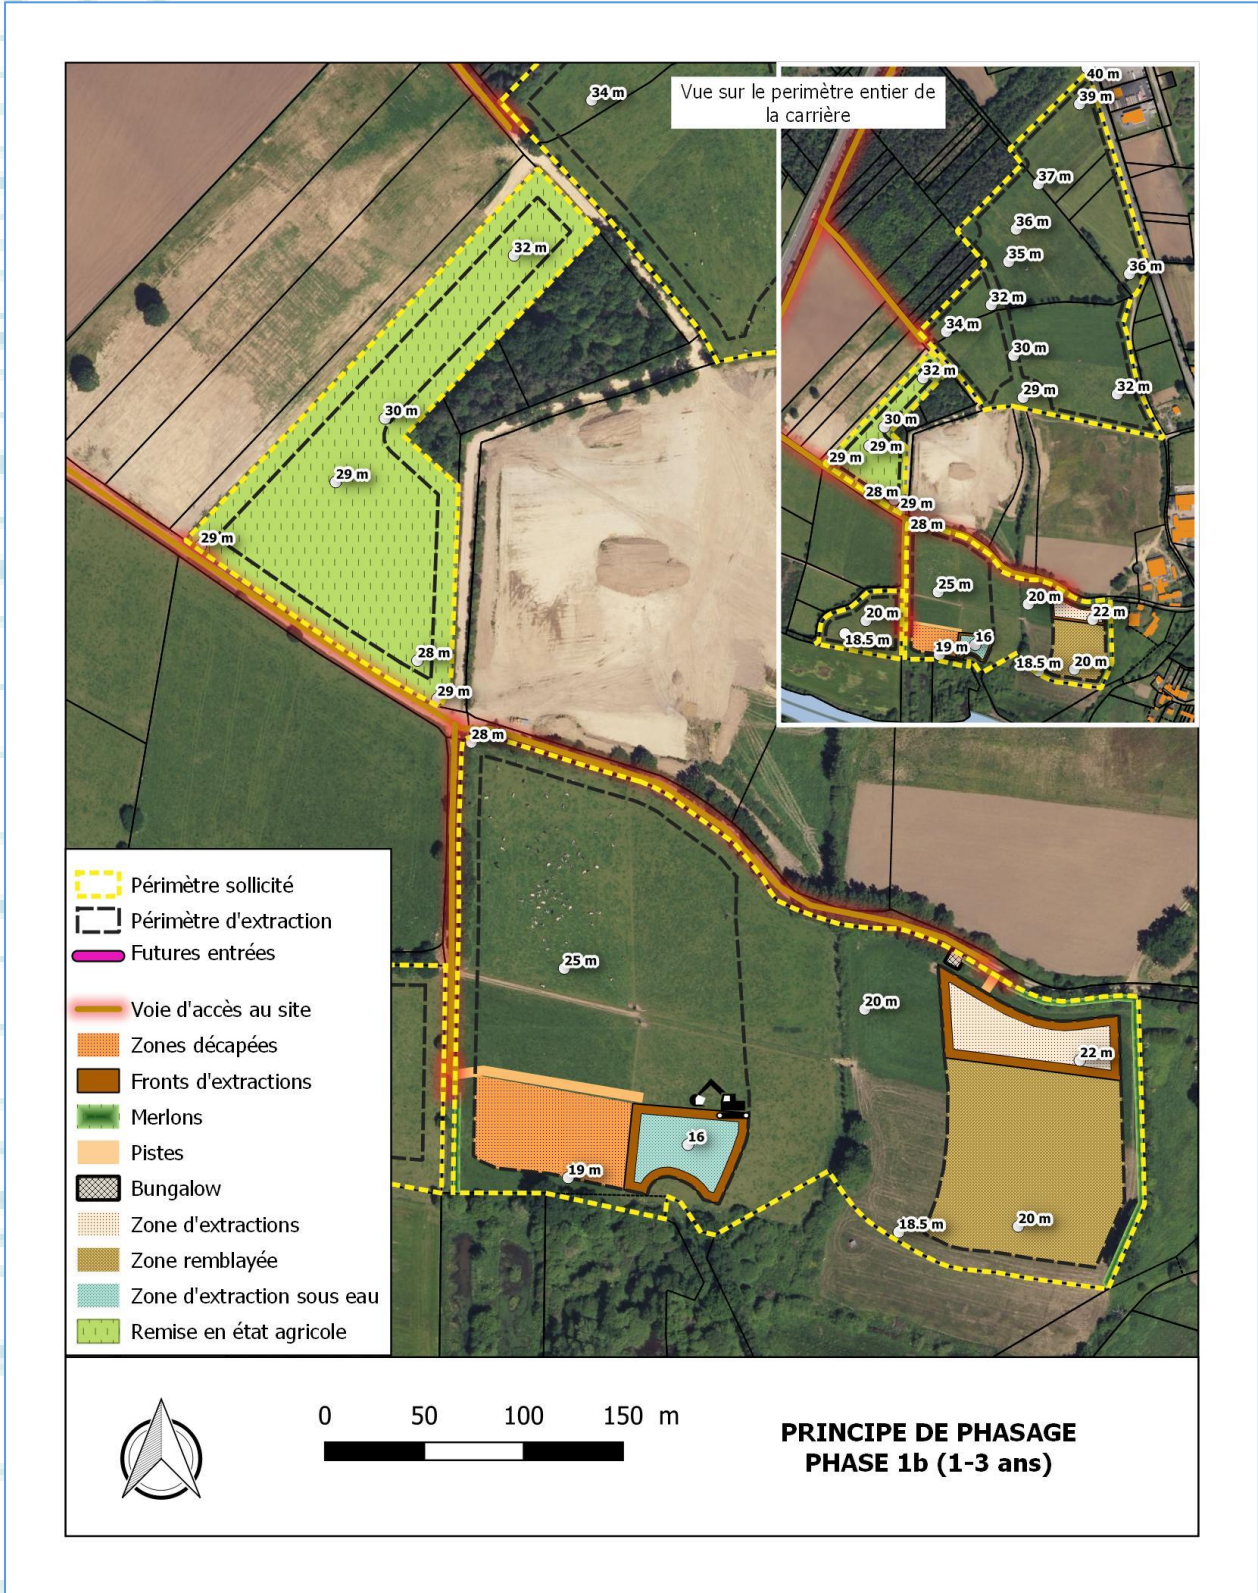 Vue sur le perimètre entier de
la carrière
34 m
32 m
30 m
29 m
29 m
28 m
29 m
28 m
25 m
20 m
22 m
16
19 m
18.5 m
20 m
40 m
39 m
37 m
36 m
35 m
36 m
32 m
34 m
30 m
32 m
29 m
32 m
30 m
29 m
29 m
28 m
29 m
28 m
25 m
20 m
20 m
22 m
18.5 m
16
19 m
18.5 m
20 m
Périmètre sollicité
Périmètre d'extraction
Futures entrées
Voie d'accès au site
Zones décapées
Fronts d'extractions
Merlons
Pistes
Bungalow
Zone d'extractions
Zone remblayée
Zone d'extraction sous eau
Remise en état agricole
0 50 100 150 m
PRINCIPE DE PHASAGE
PHASE 1b (1-3 ans)